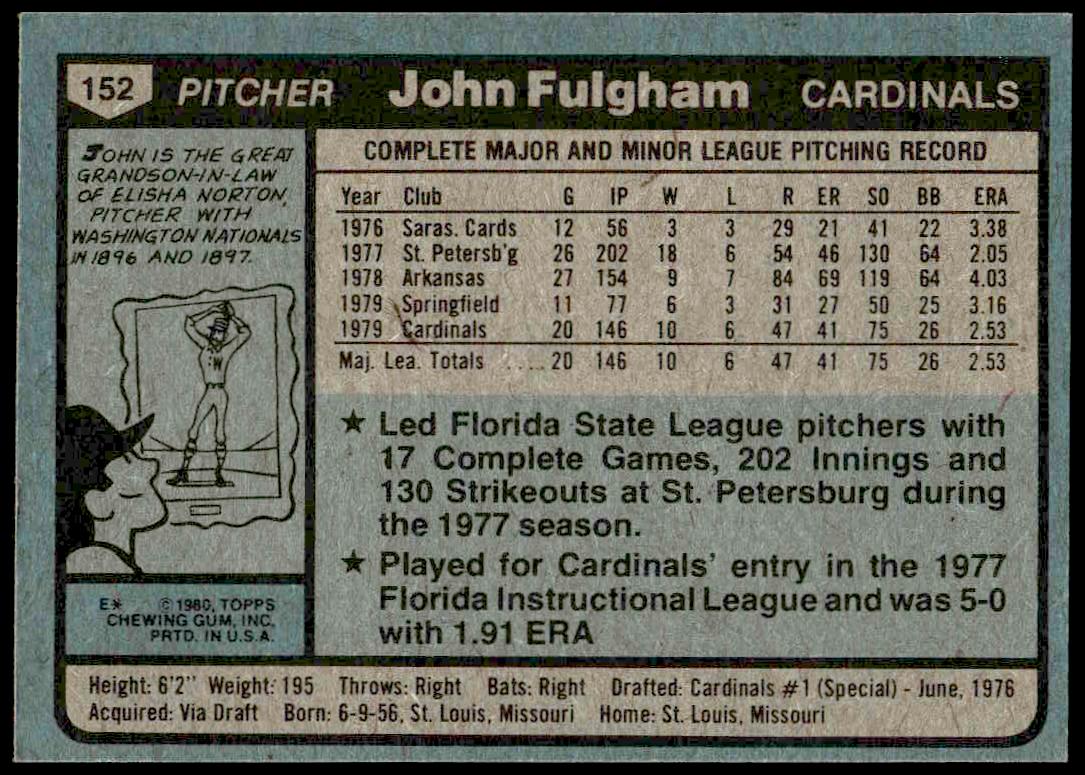 152 PITCHER John Fulgham CARDINALS
JOHN IS THE GREAT
GRANDSON-IN-LAW
OF ELISHA NORTON,
PITCHER WITH
WASHINGTON NATIONALS
IN 1896 AND 1897.
W
E* ©1980, TOPPS
CHEWING GUM, INC.
PRTD. IN U.S.A.
COMPLETE MAJOR AND MINOR LEAGUE PITCHING RECORD
Year Club G IP W L R ER SO BB ERA
1976 Saras. Cards 12 56 3 3 29 21 41 22 3.38
1977 St. Petersb'g 26 202 18 6 54 46 130 64 2.05
1978 Arkansas 27 154 9 7 84 69 119 64 4.03
1979 Springfield 11 77 6 3 31 27 50 25 3.16
1979 Cardinals 20 146 10 6 47 41 75 26 2.53
Maj. Lea. Totals .... 20 146 10 6 47 41 75 26 2.53
★ Led Florida State League pitchers with
17 Complete Games, 202 Innings and
130 Strikeouts at St. Petersburg during
the 1977 season.
★ Played for Cardinals' entry in the 1977
Florida Instructional League and was 5-0
with 1.91 ERA
Height: 6'2" Weight: 195 Throws: Right Bats: Right Drafted: Cardinals #1 (Special) - June, 1976
Acquired: Via Draft Born: 6-9-56, St. Louis, Missouri Home: St. Louis, Missouri